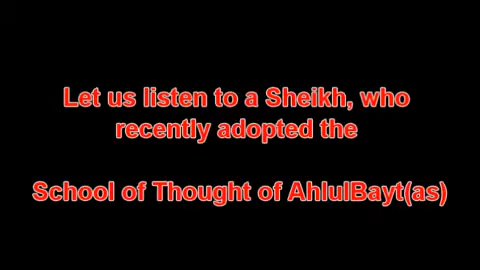 Let us listen to a Sheikh, who
recently adopted the
School of Thought of AhlulBayt(as)